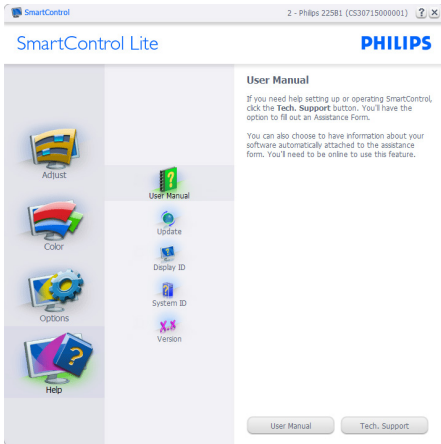 SmartControl
2 - Philips 225B1 (CS30715000001)
SmartControl Lite
PHILIPS
Adjust
Color
Options
Help
User Manual
Update
Display ID
System ID
X.X
Version
User Manual
If you need help setting up or operating SmartControl,
click the Tech. Support button. You'll have the
option to fill out an Assistance Form.
You can also choose to have information about your
software automatically attached to the assistance
form. You'll need to be online to use this feature.
User Manual
Tech. Support